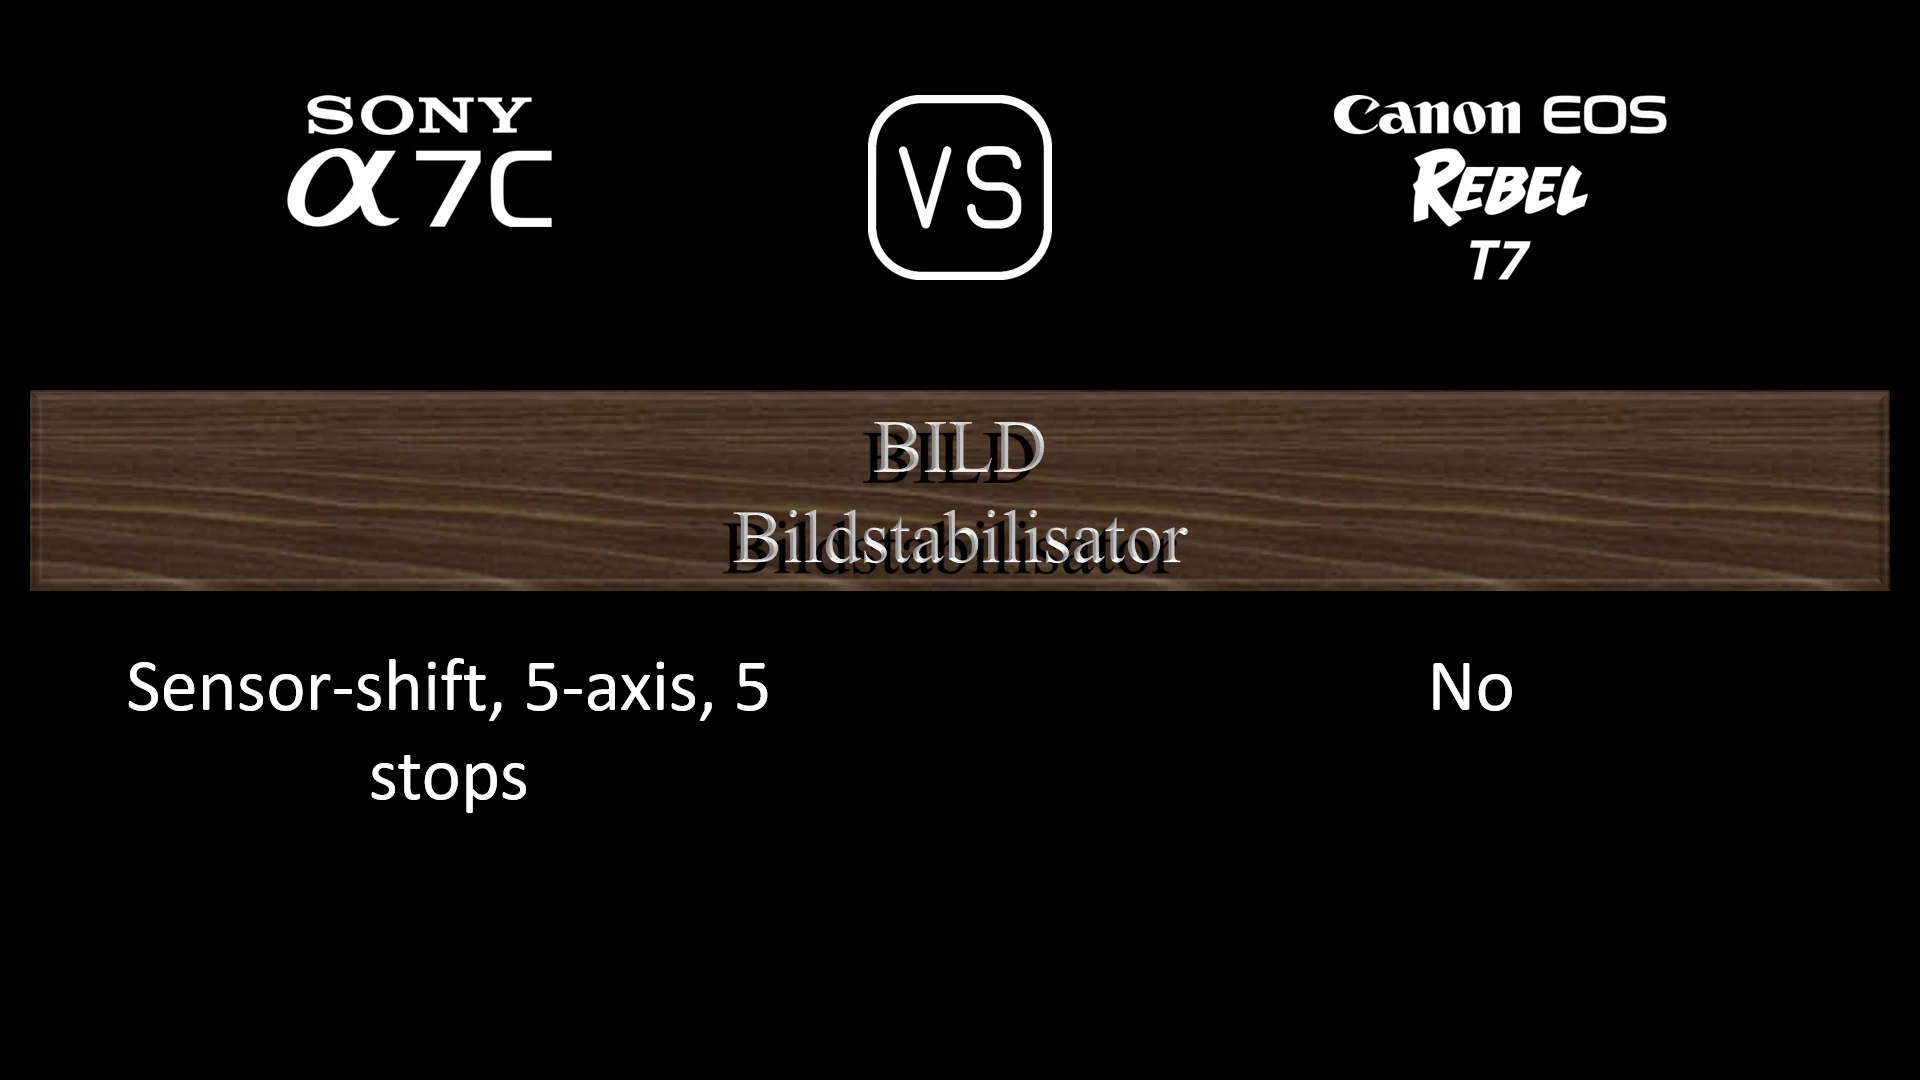 SONY
α7C
VS
Canon EOS
REBEL
T7
BILD
Bildstabilisator
Sensor-shift, 5-axis, 5
stops
No